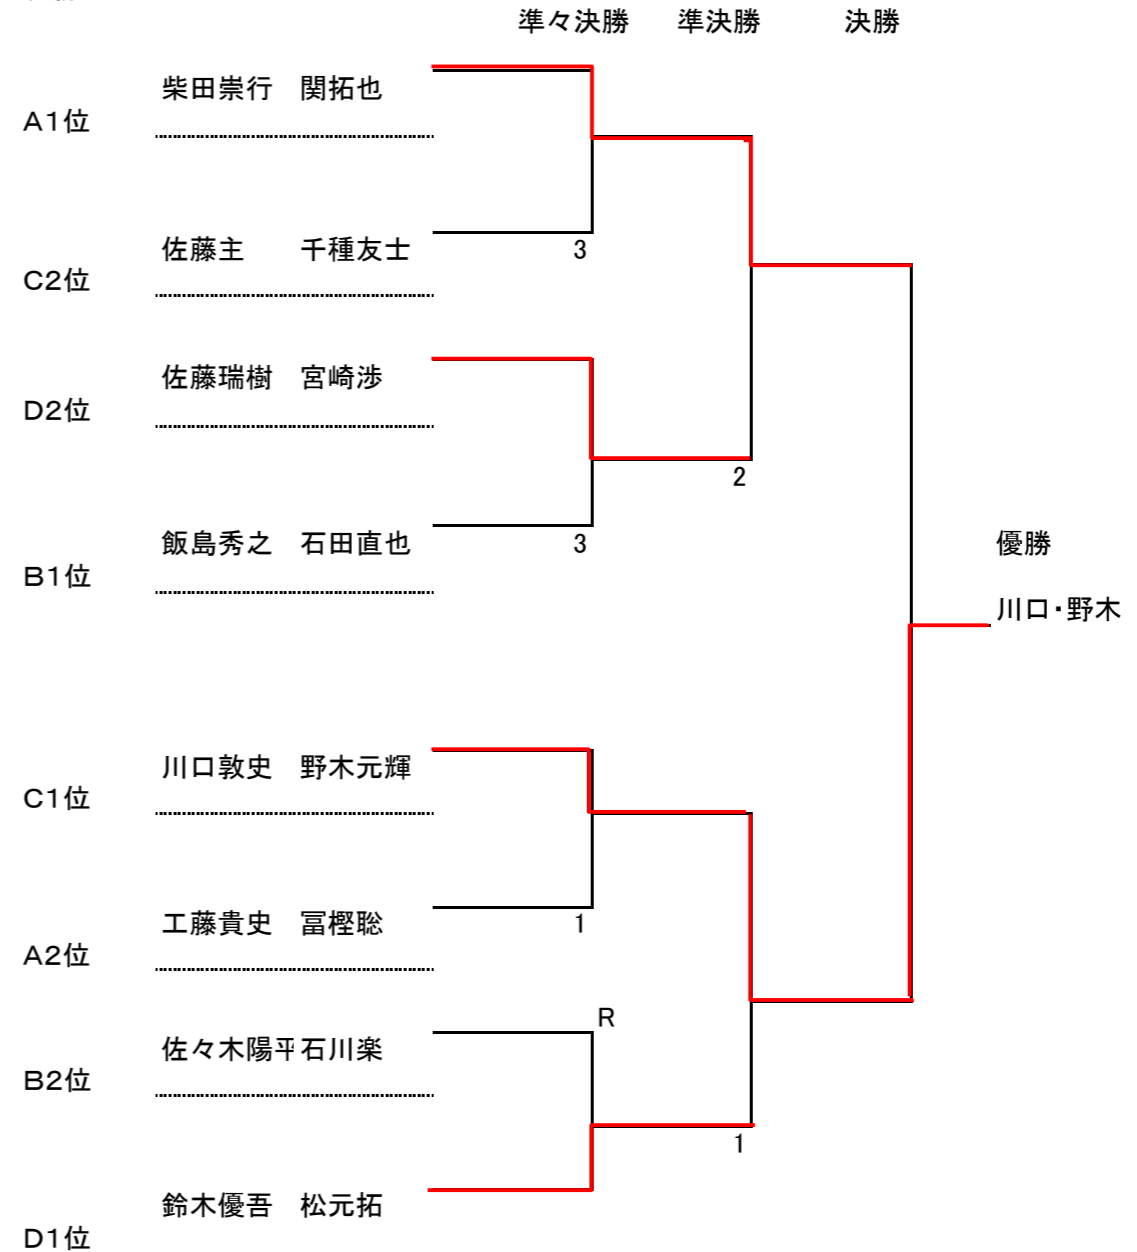 準々決勝 準決勝 決勝
柴田崇行 関拓也
A1位
佐藤主 千種友士
3
C2位
佐藤瑞樹 宮崎渉
D2位
2
飯島秀之 石田直也
3
優勝
B1位
川口・野木
川口敦史 野木元輝
C1位
工藤貴史 冨樫聡
1
A2位
R
佐々木陽平 石川楽
B2位
1
鈴木優吾 松元拓
D1位